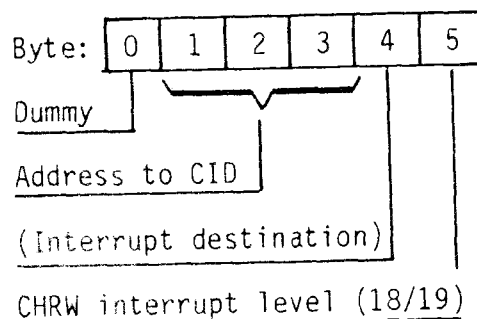 Byte: 0 1 2 3 4 5
Dummy
Address to CID
(Interrupt destination)
CHRW interrupt level (18/19)